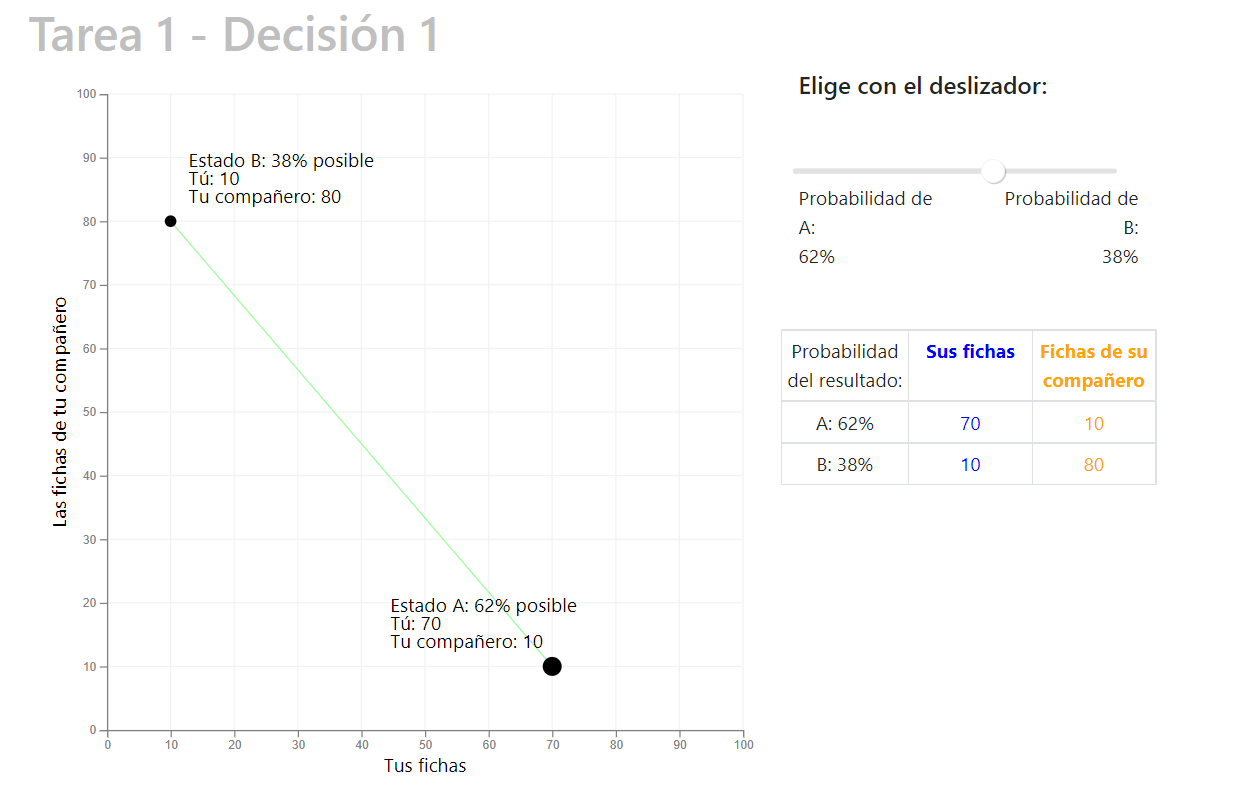 Tarea 1 - Decisión 1
Elige con el deslizador:
Probabilidad de
A:
62%
Probabilidad de
B:
38%
Probabilidad
del resultado:
Sus fichas
Fichas de su
compañero
A: 62%
70
10
B: 38%
10
80
100
90
80
70
60
50
40
30
20
10
0
Las fichas de tu compañero
Estado B: 38% posible
Tú: 10
Tu compañero: 80
Estado A: 62% posible
Tú: 70
Tu compañero: 10
0
10
20
30
40
50
60
70
80
90
100
Tus fichas